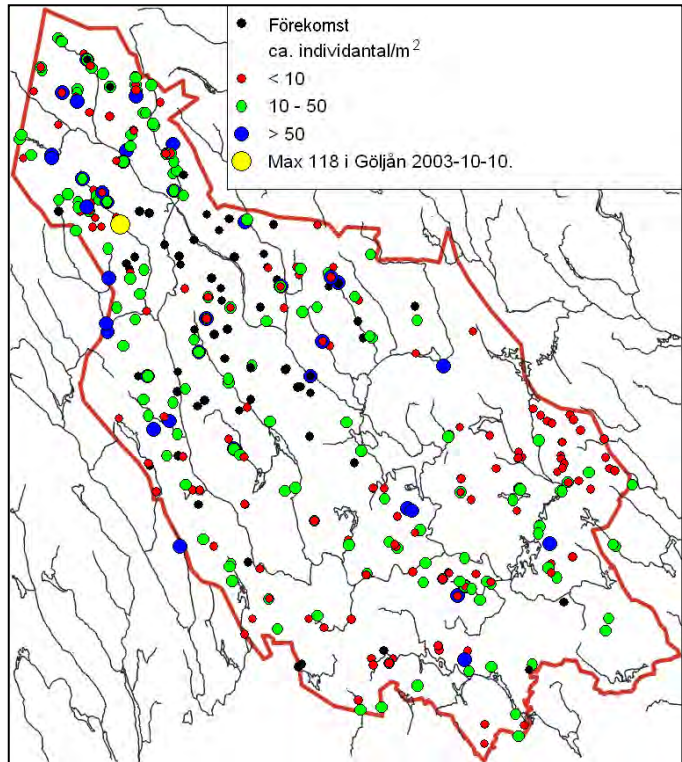 Förekomst
ca. individantal/m²
< 10
10 - 50
> 50
Max 118 i Göljån 2003-10-10.